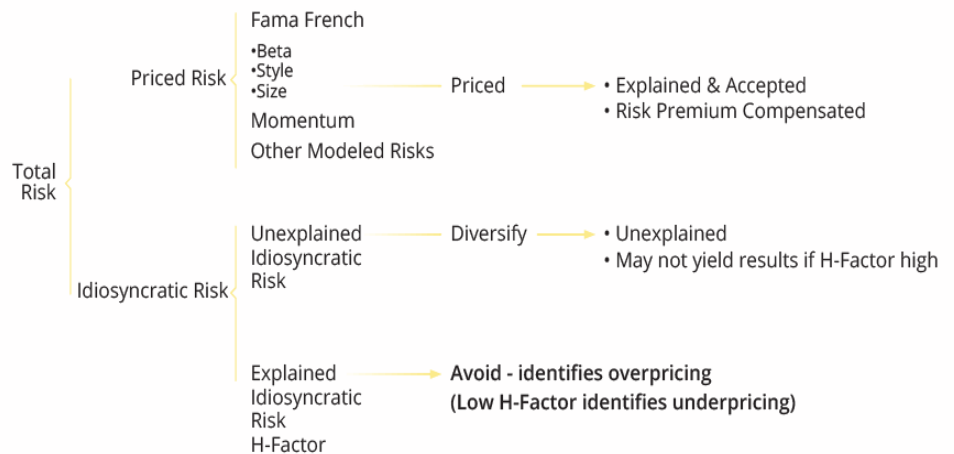 Total
Risk
Priced Risk
Fama French
•Beta
•Style
•Size
Momentum
Other Modeled Risks
Priced
• Explained & Accepted
• Risk Premium Compensated
Idiosyncratic Risk
Unexplained
Idiosyncratic
Risk
Diversify
• Unexplained
• May not yield results if H-Factor high
Explained
Idiosyncratic
Risk
H-Factor
Avoid - identifies overpricing
(Low H-Factor identifies underpricing)